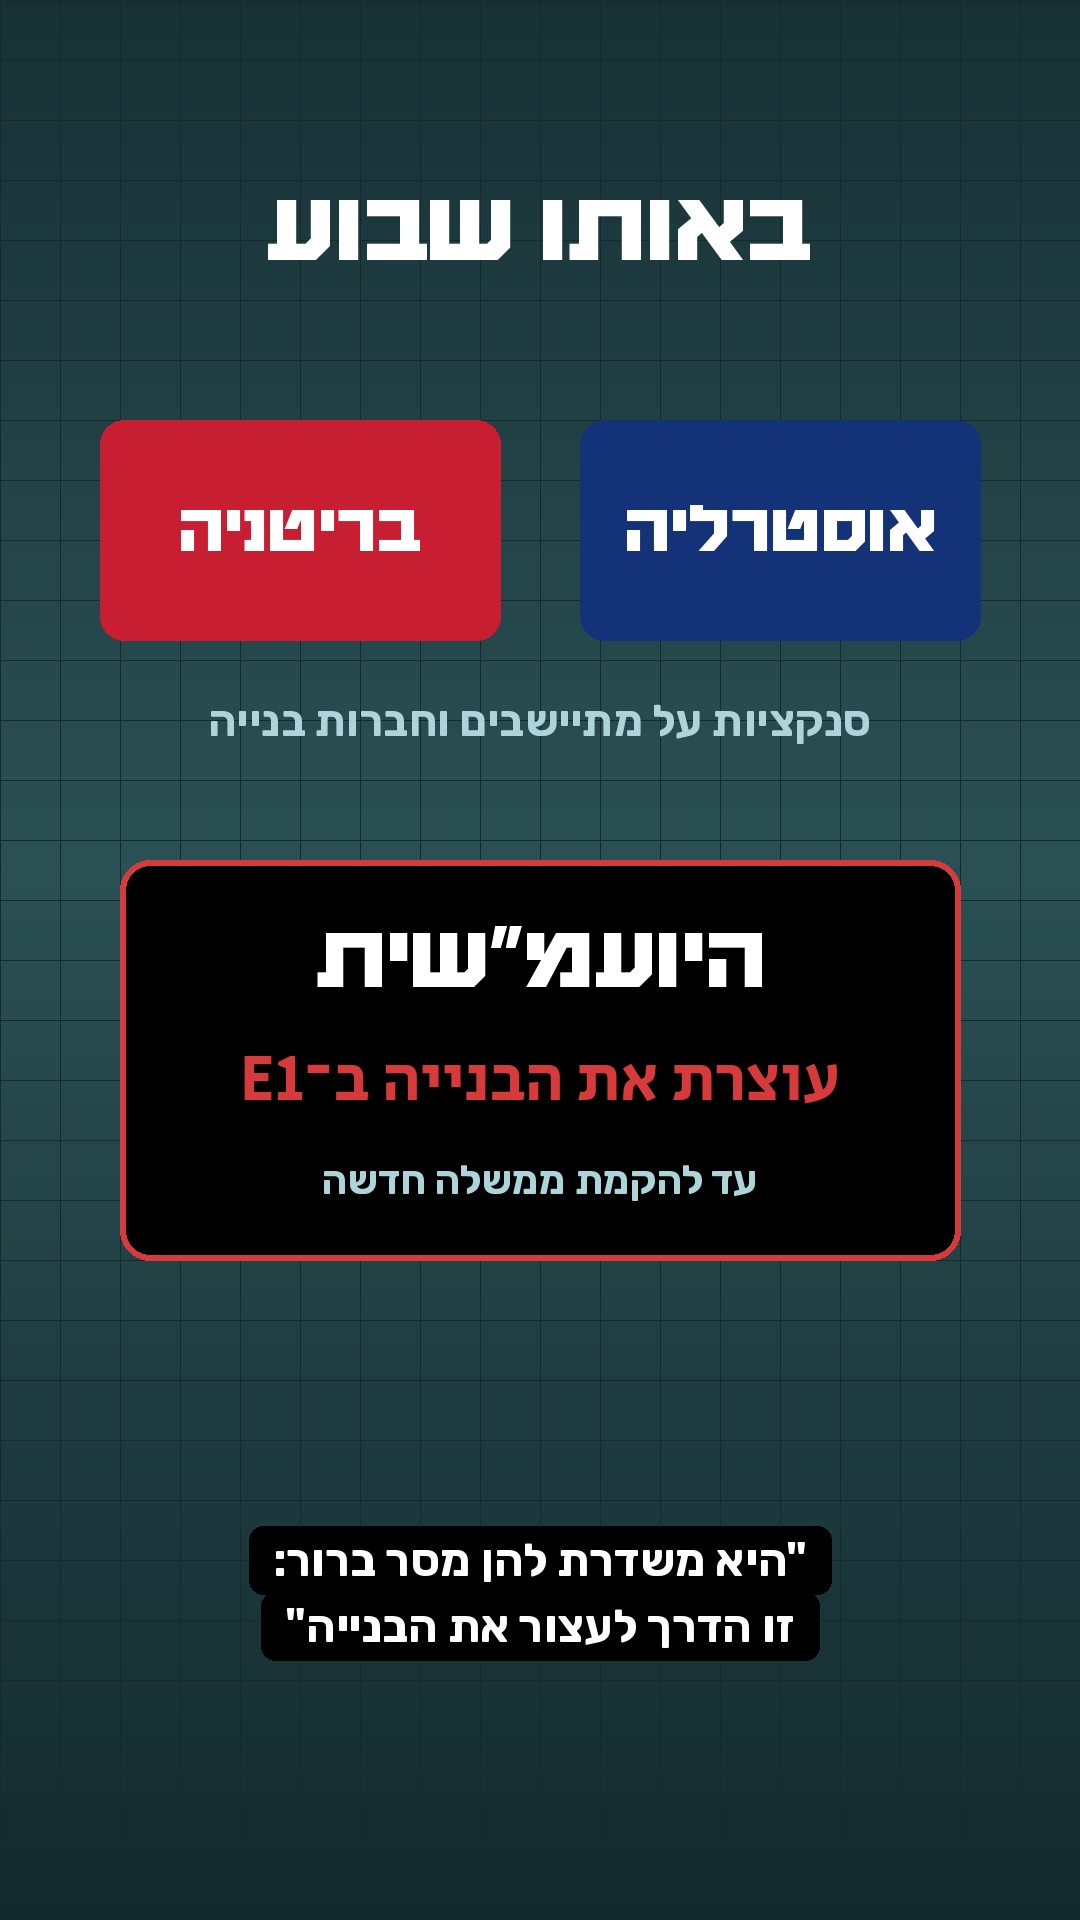 באותו שבוע
אוסטרליה
בריטניה
סנקציות על מתיישבים וחברות בנייה
היועמ"שית
עוצרת את הבנייה ב־E1
עד להקמת ממשלה חדשה
"היא משדרת להן מסר ברור:
זו הדרך לעצור את הבנייה"